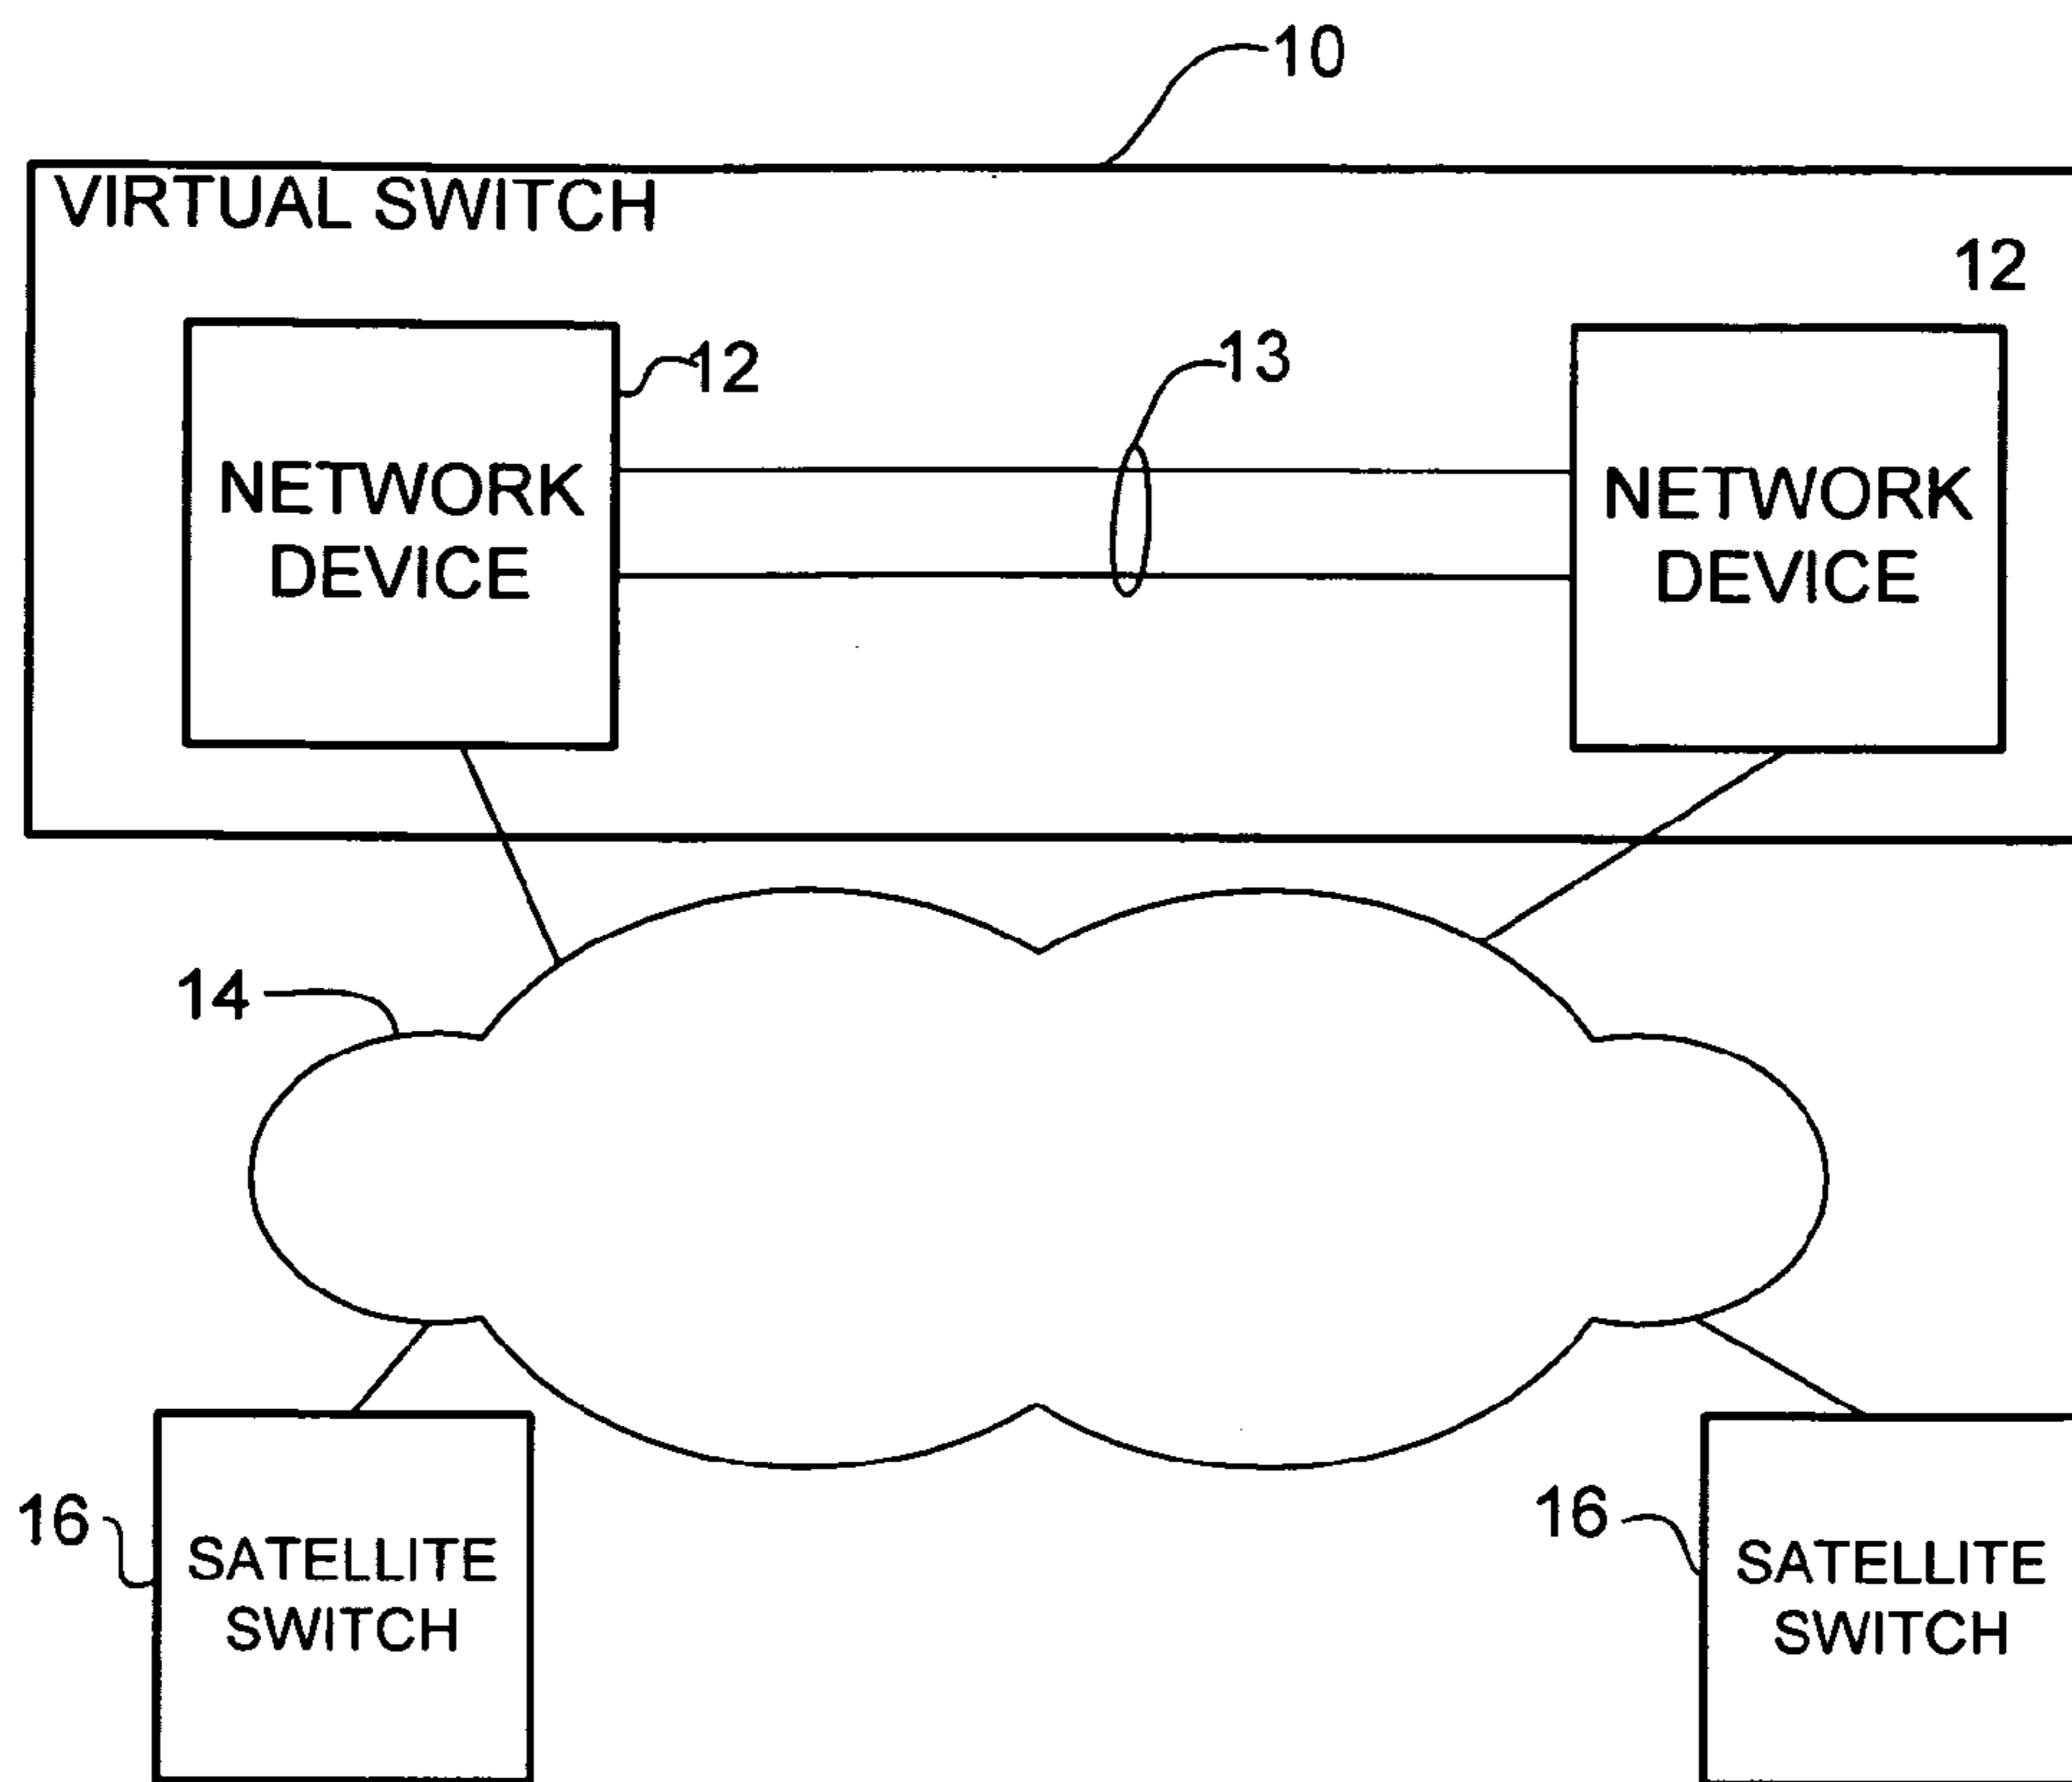 10
VIRTUAL SWITCH
12
12
13
NETWORK
DEVICE
NETWORK
DEVICE
14
16
SATELLITE
SWITCH
16
SATELLITE
SWITCH